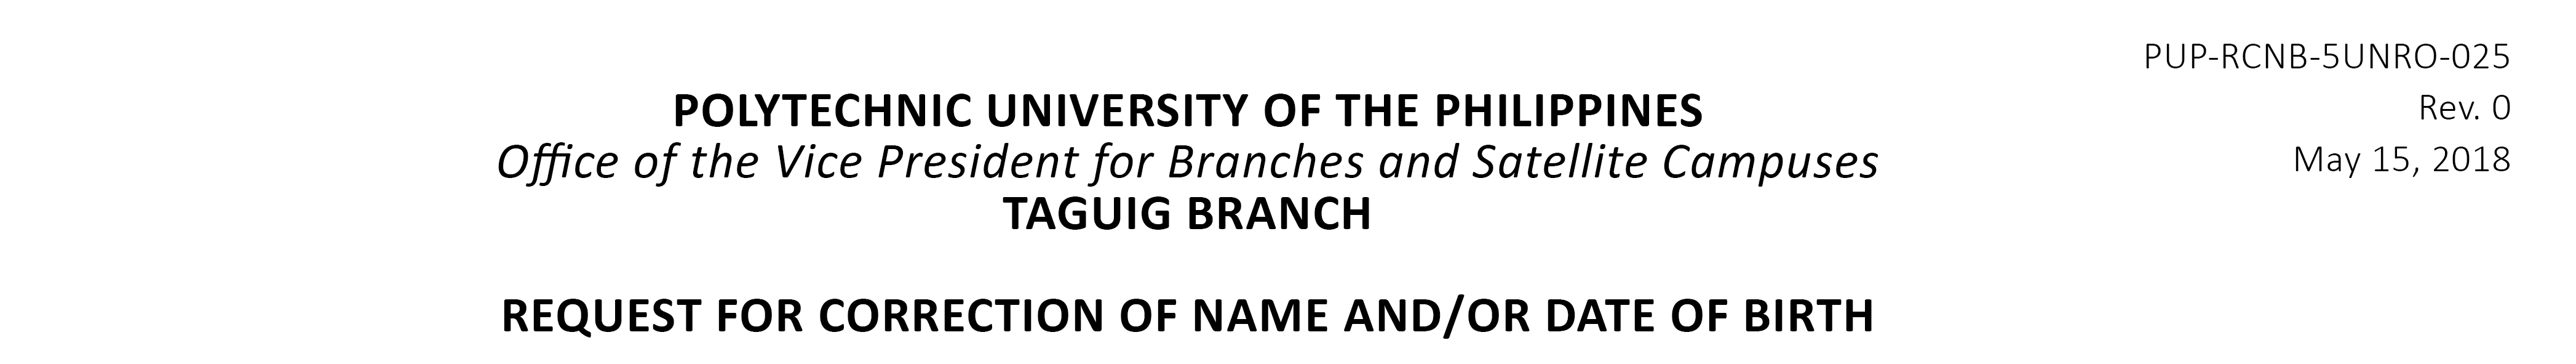 PUP-RCNB-5UNRO-025
POLYTECHNIC UNIVERSITY OF THE PHILIPPINES
Rev. 0
Office of the Vice President for Branches and Satellite Campuses
May 15, 2018
TAGUIG BRANCH
REQUEST FOR CORRECTION OF NAME AND/OR DATE OF BIRTH